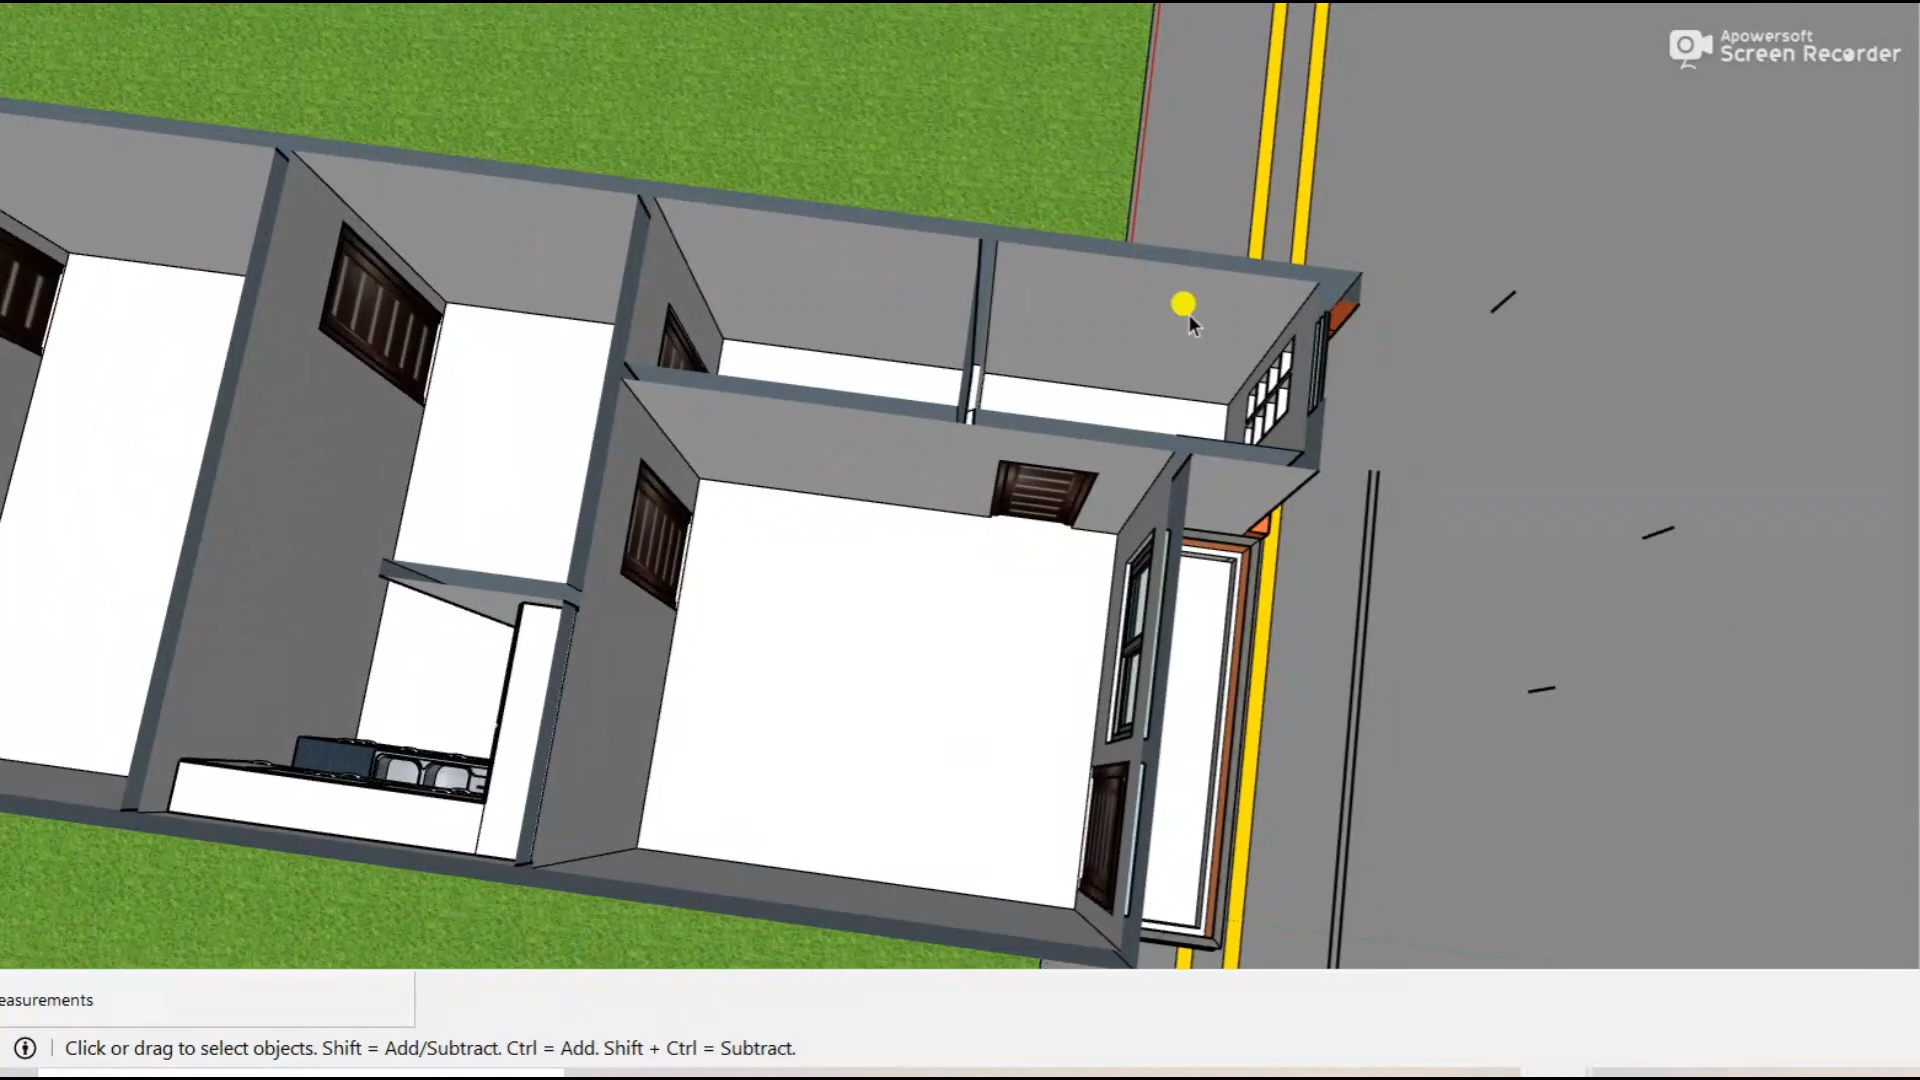 Apowersoft
Screen Recorder
easurements
Click or drag to select objects. Shift = Add/Subtract. Ctrl = Add. Shift + Ctrl = Subtract.